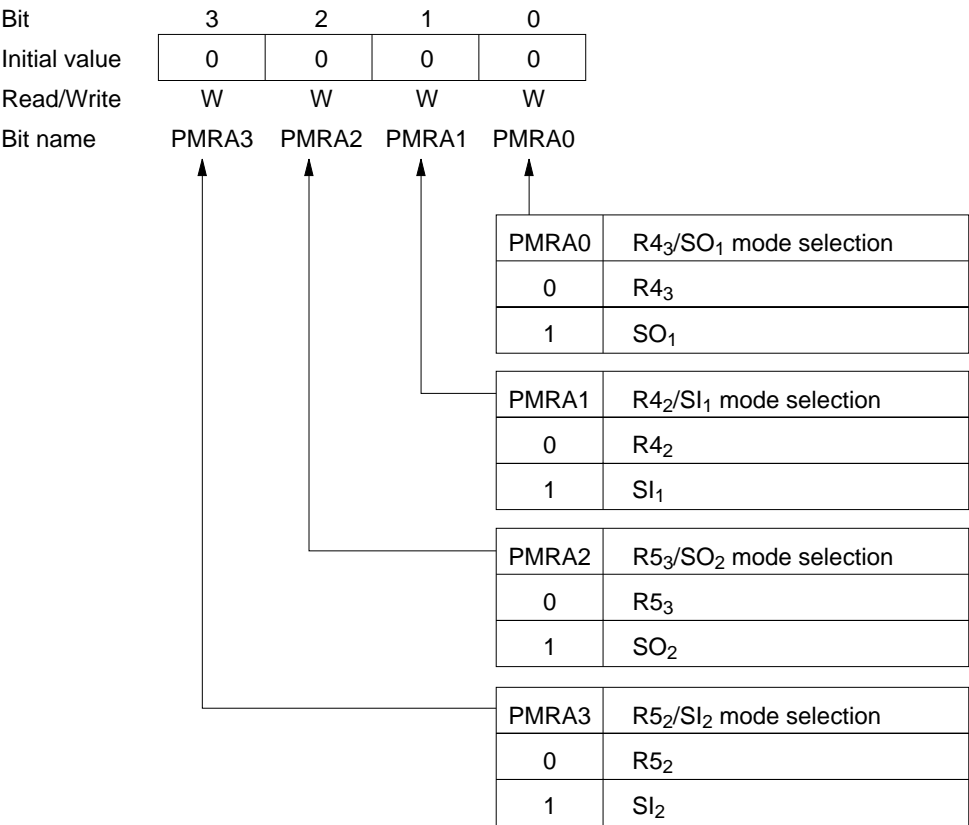 Bit 3 2 1 0
Initial value 0 0 0 0
Read/Write W W W W
Bit name PMRA3 PMRA2 PMRA1 PMRA0
PMRA0 R4₃/SO₁ mode selection
0 R4₃
1 SO₁
PMRA1 R4₂/SI₁ mode selection
0 R4₂
1 SI₁
PMRA2 R5₃/SO₂ mode selection
0 R5₃
1 SO₂
PMRA3 R5₂/SI₂ mode selection
0 R5₂
1 SI₂